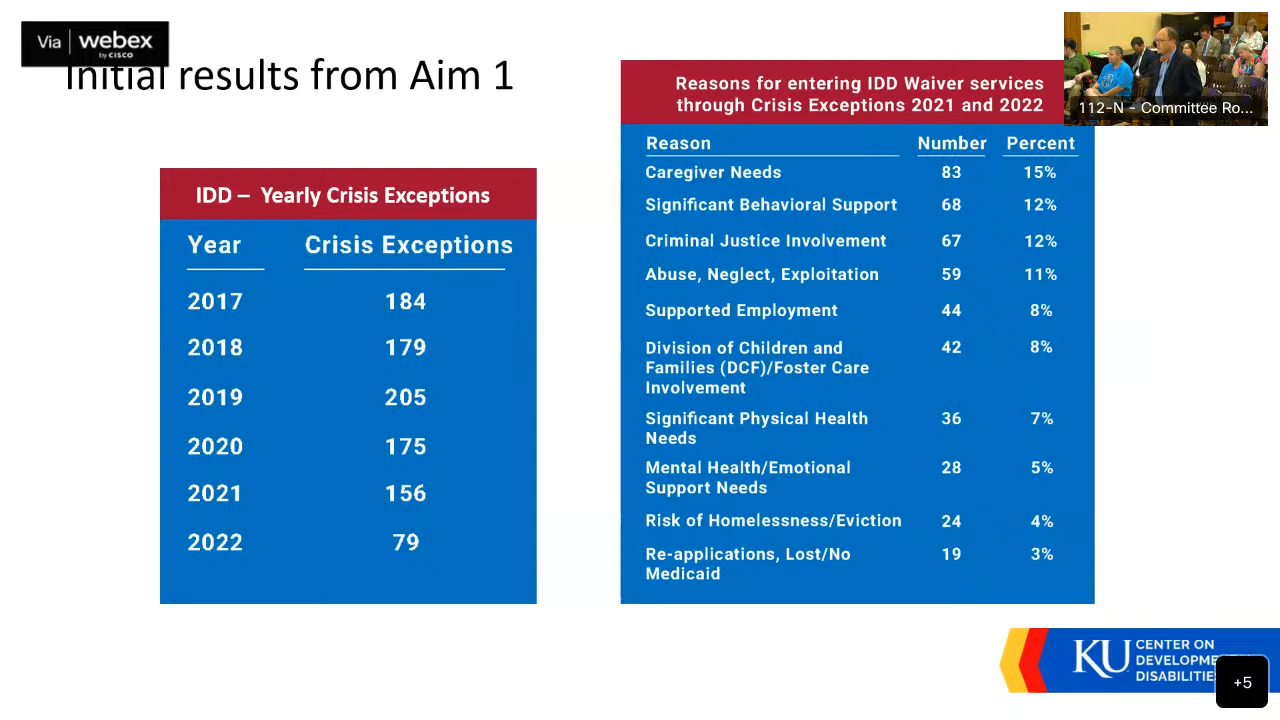 Via webex
by CISCO
Initial results from Aim 1
IDD – Yearly Crisis Exceptions
Year Crisis Exceptions
2017 184
2018 179
2019 205
2020 175
2021 156
2022 79
Reasons for entering IDD Waiver services
through Crisis Exceptions 2021 and 2022
Reason Number Percent
Caregiver Needs 83 15%
Significant Behavioral Support 68 12%
Criminal Justice Involvement 67 12%
Abuse, Neglect, Exploitation 59 11%
Supported Employment 44 8%
Division of Children and 42 8%
Families (DCF)/Foster Care
Involvement
Significant Physical Health 36 7%
Needs
Mental Health/Emotional 28 5%
Support Needs
Risk of Homelessness/Eviction 24 4%
Re-applications, Lost/No 19 3%
Medicaid
112-N - Committee Ro...
KU CENTER ON
DEVELOPMENTAL
DISABILITIES
+5